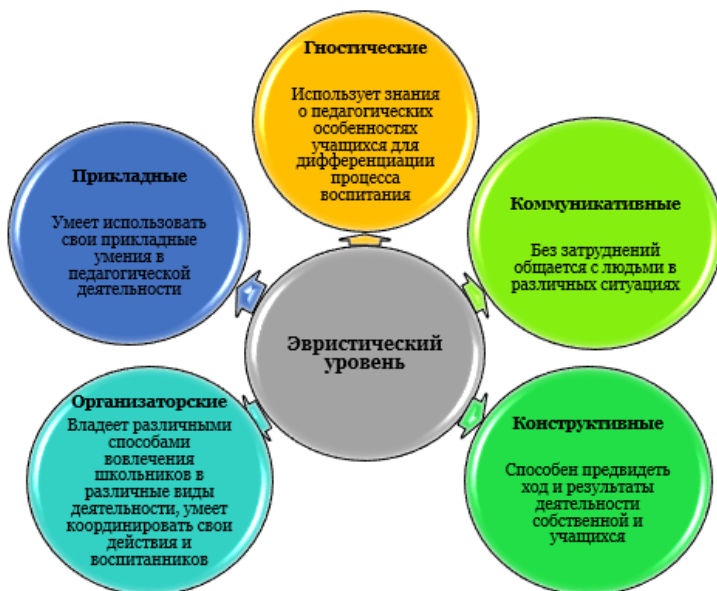 Гностические
Использует знания
о педагогических
особенностях
учащихся для
дифференциации
процесса
воспитания
Прикладные
Умеет использовать
свои прикладные
умения в
педагогической
деятельности
Коммуникативные
Без затруднений
общается с людьми в
различных ситуациях
Эвристический
уровень
Организаторские
Владеет различными
способами
вовлечения
школьников в
различные виды
деятельности, умеет
координировать свои
действия и
воспитанников
Конструктивные
Способен предвидеть
ход и результаты
деятельности
собственной и
учащихся